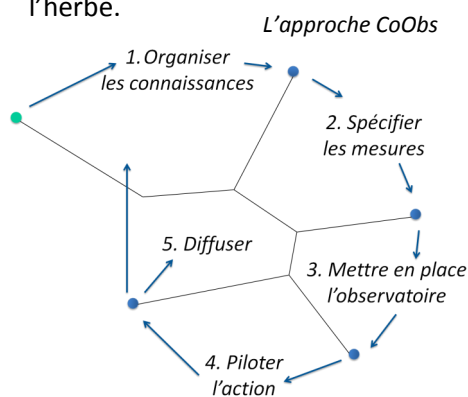 l'herbe.
L'approche CoObs
1. Organiser
les connaissances
2. Spécifier
les mesures
5. Diffuser
3. Mettre en place
l'observatoire
4. Piloter
l'action